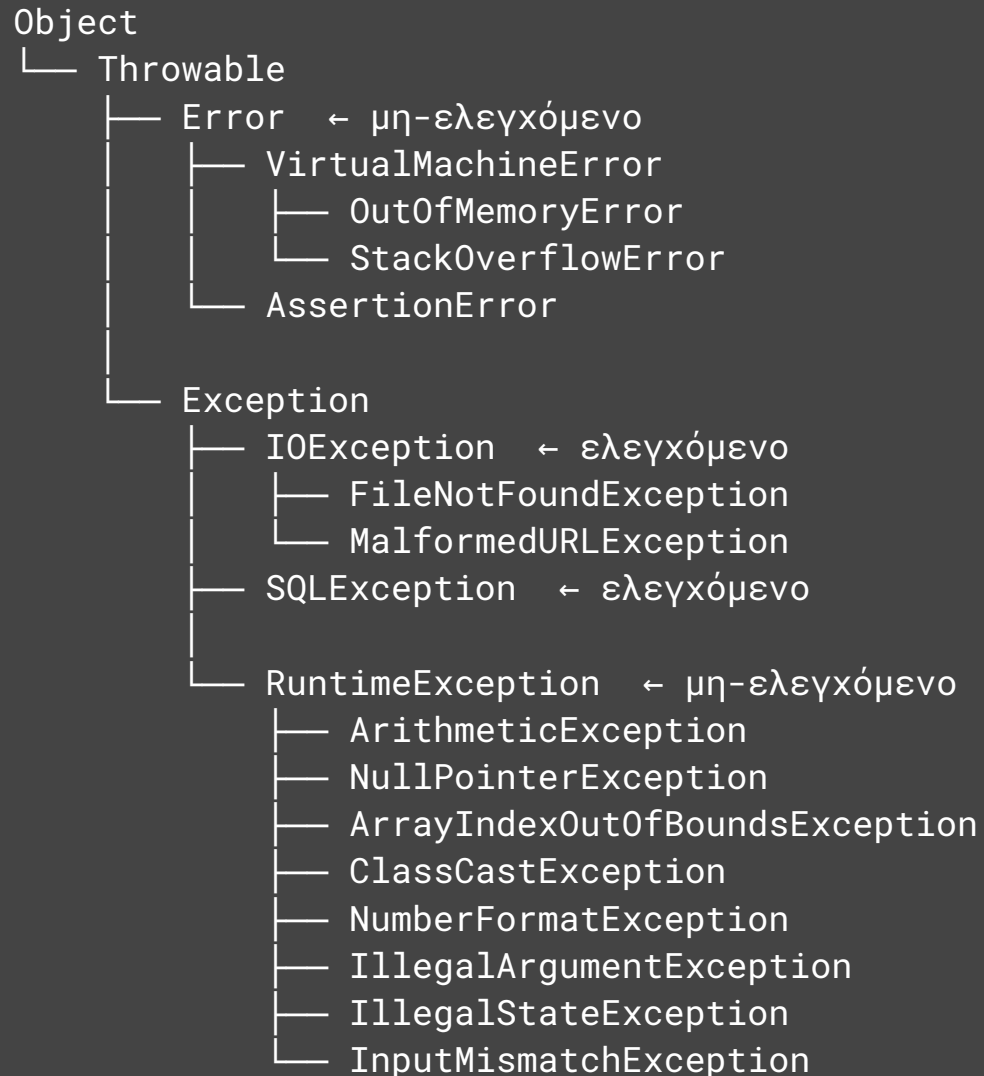 Object
└── Throwable
    ├── Error  ← μη-ελεγχόμενο
    │   ├── VirtualMachineError
    │   │   ├── OutOfMemoryError
    │   │   └── StackOverflowError
    │   └── AssertionError
    │
    └── Exception
        ├── IOException  ← ελεγχόμενο
        │   ├── FileNotFoundException
        │   └── MalformedURLException
        ├── SQLException  ← ελεγχόμενο
        │
        └── RuntimeException  ← μη-ελεγχόμενο
            ├── ArithmeticException
            ├── NullPointerException
            ├── ArrayIndexOutOfBoundsException
            ├── ClassCastException
            ├── NumberFormatException
            ├── IllegalArgumentException
            ├── IllegalStateException
            └── InputMismatchException